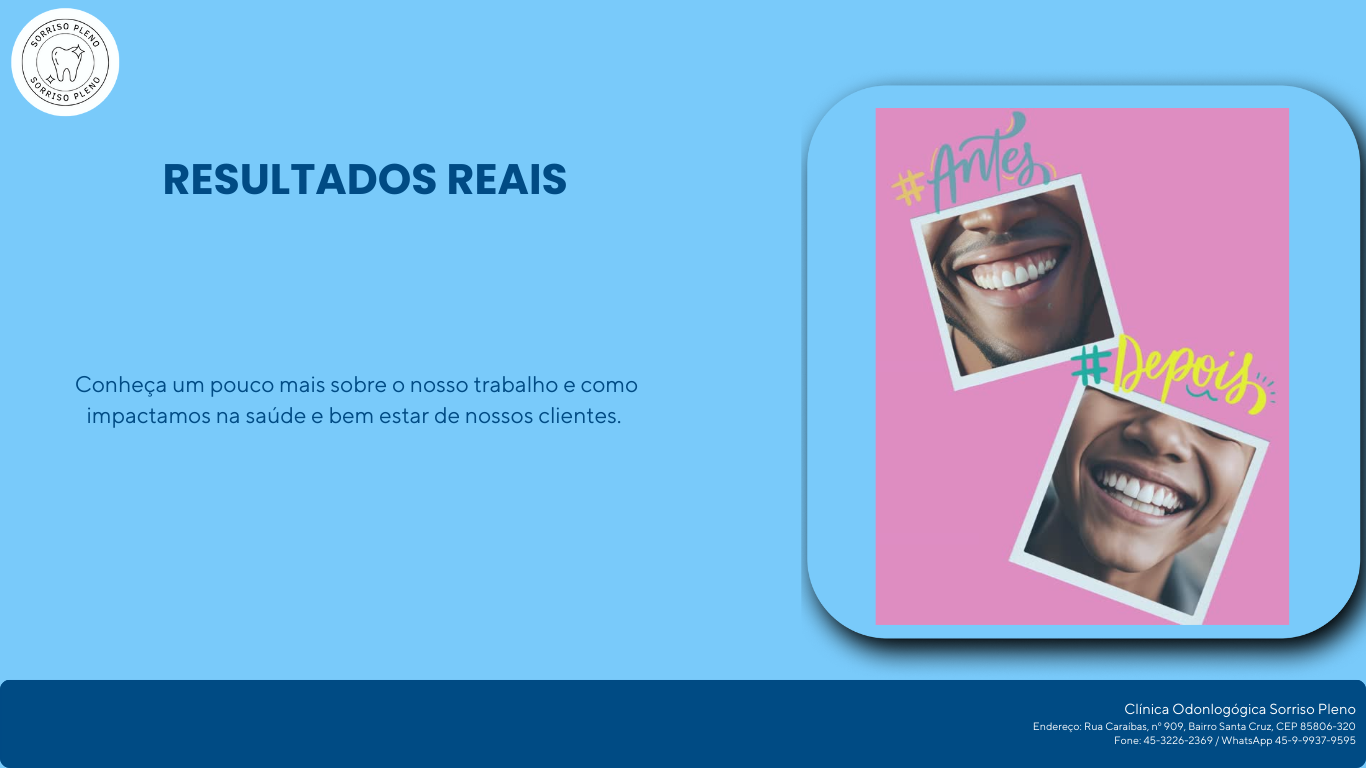 SORRISO PLENO
SORRISO PLENO
RESULTADOS REAIS
Conheça um pouco mais sobre o nosso trabalho e como
impactamos na saúde e bem estar de nossos clientes.
#Antes
#Depois
Clínica Odonlogógica Sorriso Pleno
Endereço: Rua Caraibas, nº 909, Bairro Santa Cruz, CEP 85806-320
Fone: 45-3226-2369 / WhatsApp 45-9-9937-9595